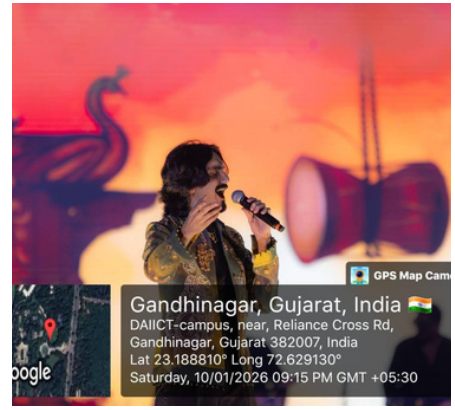 GPS Map Came
Gandhinagar, Gujarat, India 🇮🇳
DAIICT-campus, near, Reliance Cross Rd,
Gandhinagar, Gujarat 382007, India
Lat 23.188810° Long 72.629130°
Saturday, 10/01/2026 09:15 PM GMT +05:30
oogle